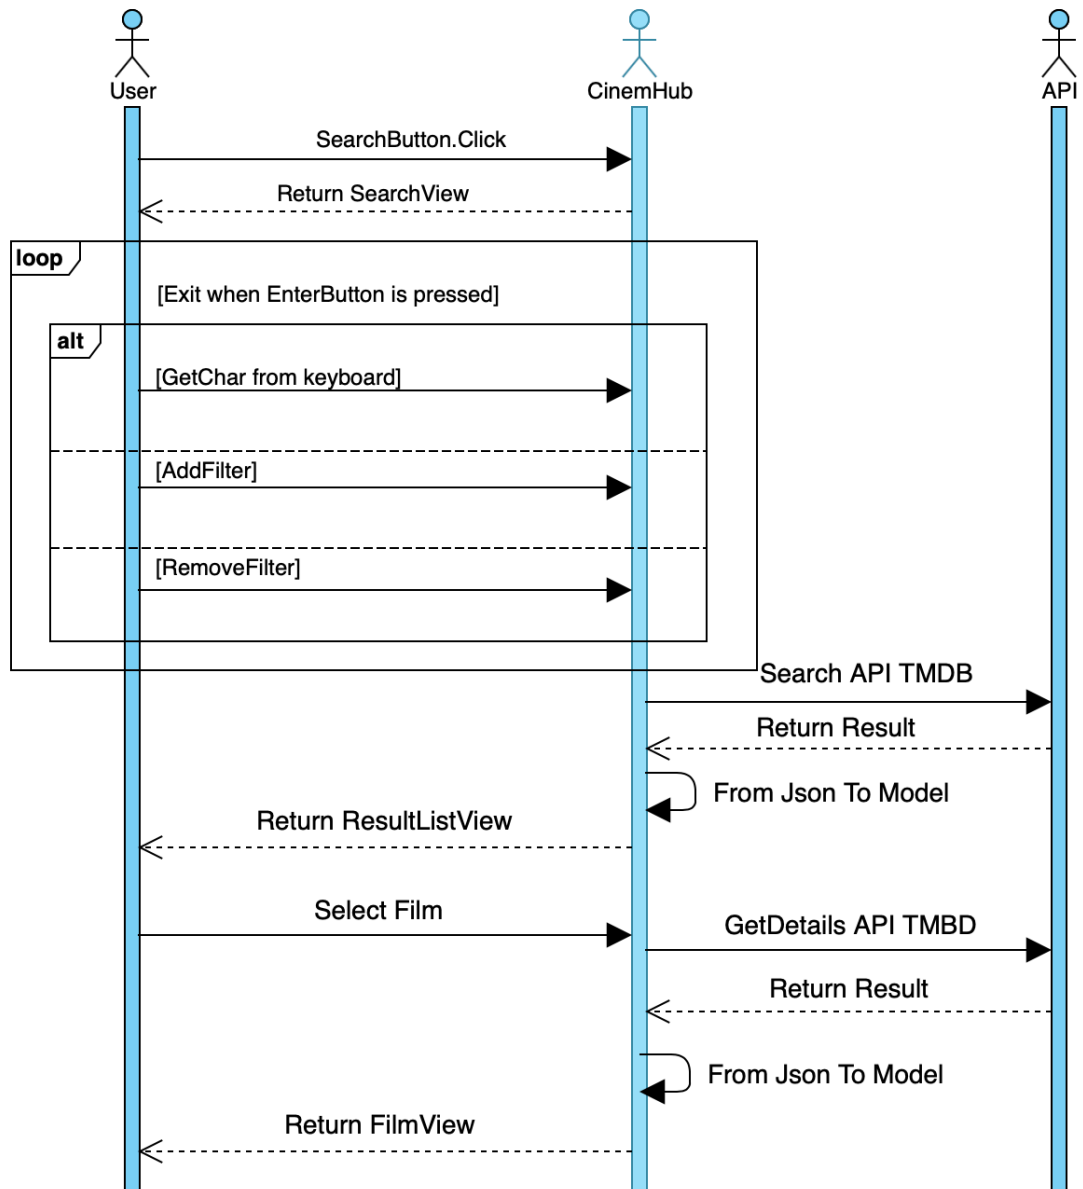 User
CinemHub
API
SearchButton.Click
Return SearchView
loop
[Exit when EnterButton is pressed]
alt
[GetChar from keyboard]
[AddFilter]
[RemoveFilter]
Search API TMDB
Return Result
From Json To Model
Return ResultListView
Select Film
GetDetails API TMBD
Return Result
From Json To Model
Return FilmView